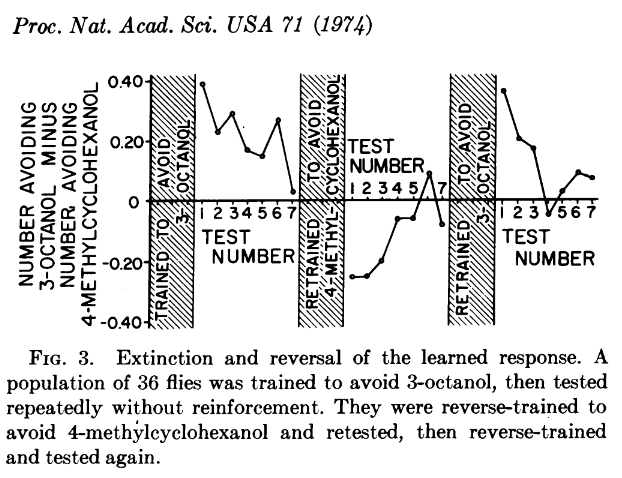 Proc. Nat. Acad. Sci. USA 71 (1974)
NUMBER AVOIDING
3-OCTANOL MINUS
NUMBER AVOIDING
4-METHYLCYCLOHEXANOL
0.40
0.20
0
-0.20
-0.40
TRAINED TO AVOID
3-OCTANOL
1 2 3 4 5 6 7
TEST
NUMBER
RETRAINED TO AVOID
4-METHYL-CYCLOHEXANOL
TEST
NUMBER
1 2 3 4 5 7
RETRAINED TO AVOID
3-OCTANOL
1 2 3 4 5 6 7
TEST
NUMBER
FIG. 3. Extinction and reversal of the learned response. A
population of 36 flies was trained to avoid 3-octanol, then tested
repeatedly without reinforcement. They were reverse-trained to
avoid 4-methylcyclohexanol and retested, then reverse-trained
and tested again.